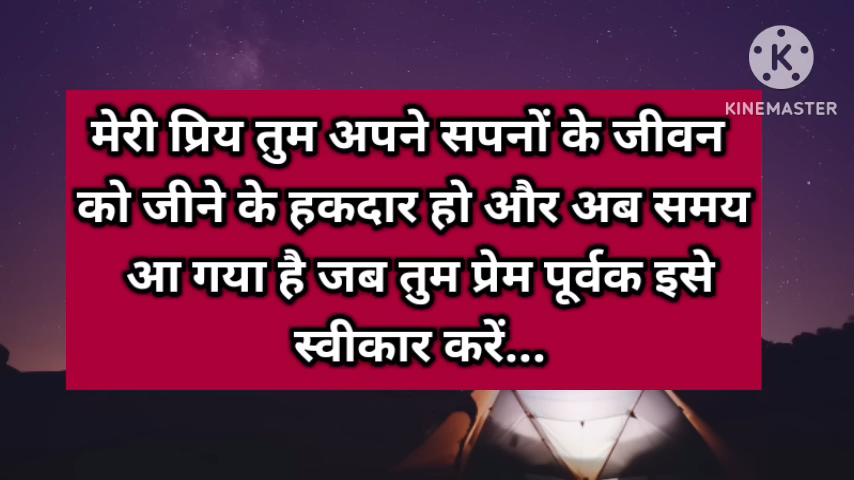 KINEMASTER
मेरी प्रिय तुम अपने सपनों के जीवन
को जीने के हकदार हो और अब समय
आ गया है जब तुम प्रेम पूर्वक इसे
स्वीकार करें...